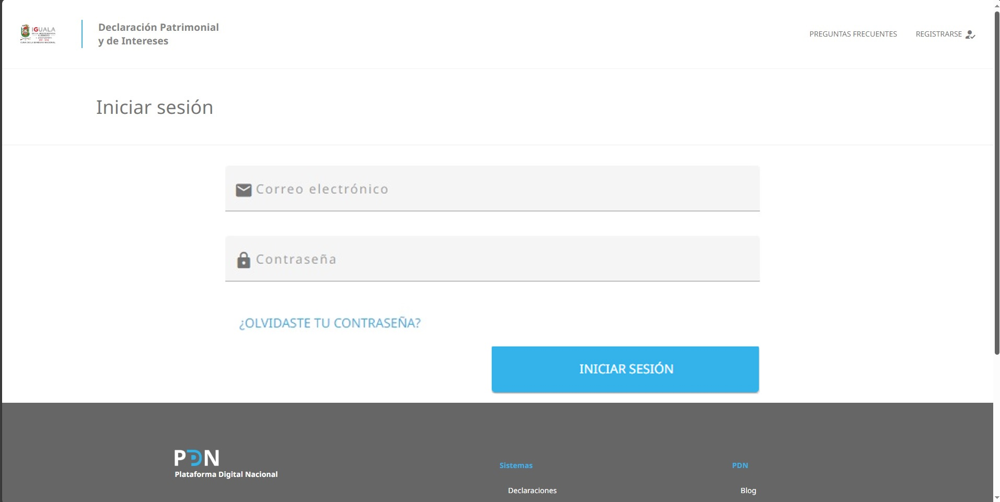 IGUALA
Declaración Patrimonial
y de Intereses
PREGUNTAS FRECUENTES
REGISTRARSE
Iniciar sesión
Correo electrónico
Contraseña
¿OLVIDASTE TU CONTRASEÑA?
INICIAR SESIÓN
PDN
Plataforma Digital Nacional
Sistemas
PDN
Declaraciones
Blog